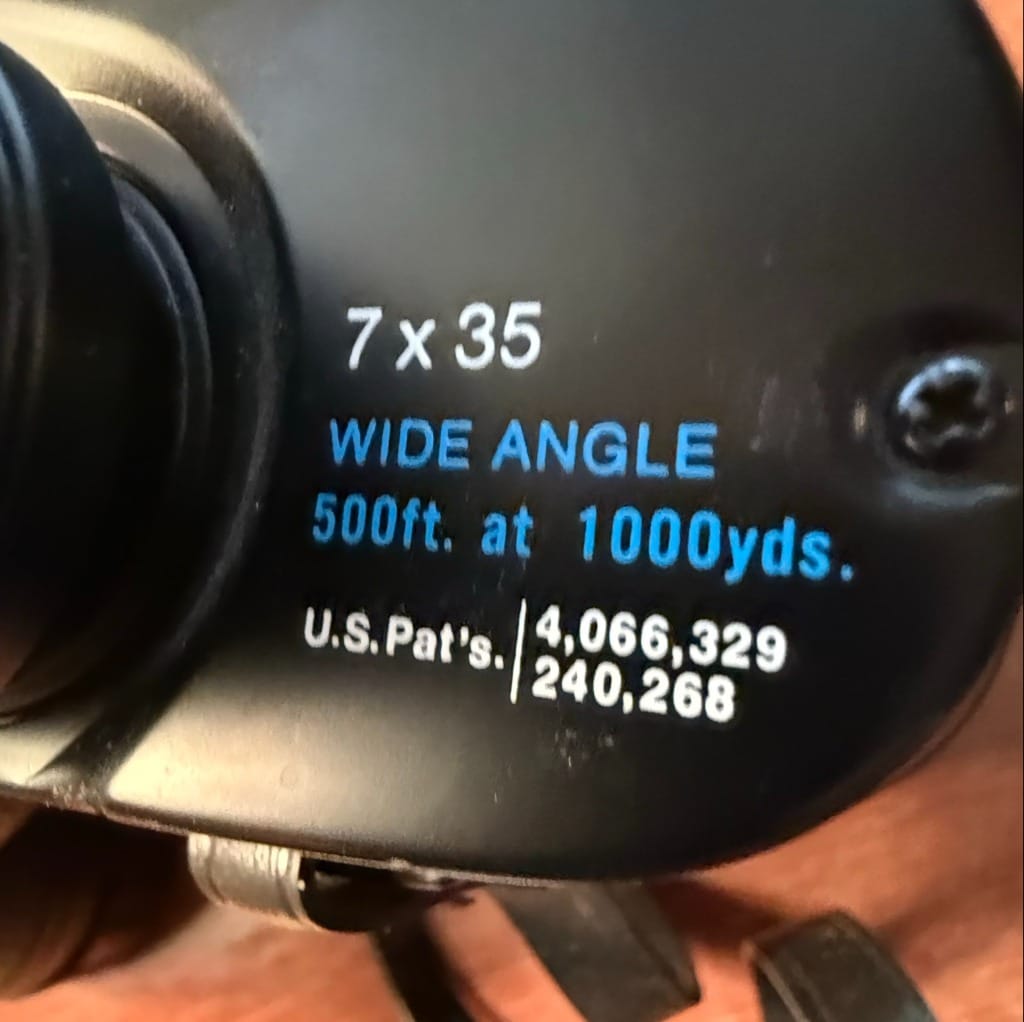 7 x 35
WIDE ANGLE
500ft. at 1000yds.
U.S.Pat's. 4,066,329
240,268